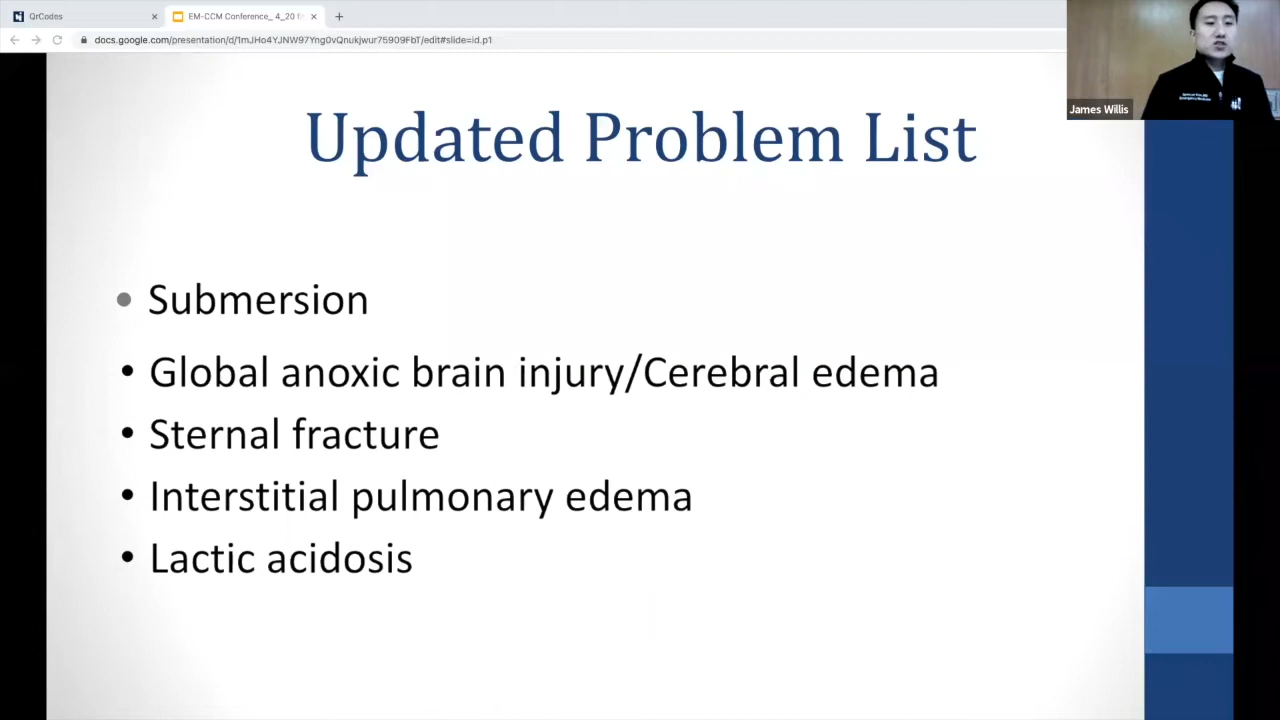 QrCodes
EM-CCM Conference_ 4_20 f
docs.google.com/presentation/d/1mJHo4YJNW97Yng0vQnukjwur75909FbT/edit#slide=id.p1
James Willis
Updated Problem List
• Submersion
• Global anoxic brain injury/Cerebral edema
• Sternal fracture
• Interstitial pulmonary edema
• Lactic acidosis